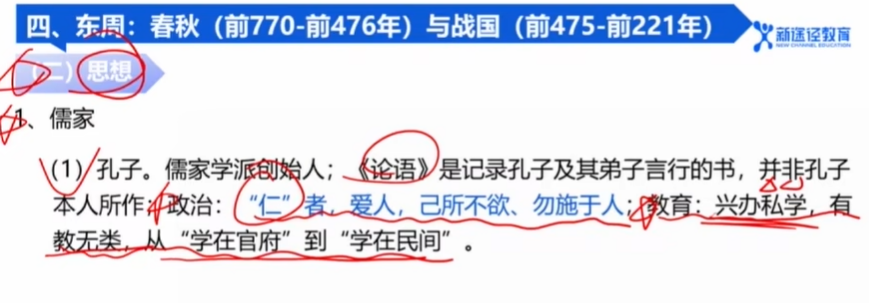 四、东周：春秋（前770-前476年）与战国（前475-前221年）
新途径教育
NEW CHANNEL EDUCATION
（二）思想
1、儒家
（1）孔子。儒家学派创始人；《论语》是记录孔子及其弟子言行的书，并非孔子
本人所作；政治：“仁”者，爱人，己所不欲、勿施于人；教育：兴办私学，有
教无类，从“学在官府”到“学在民间”。